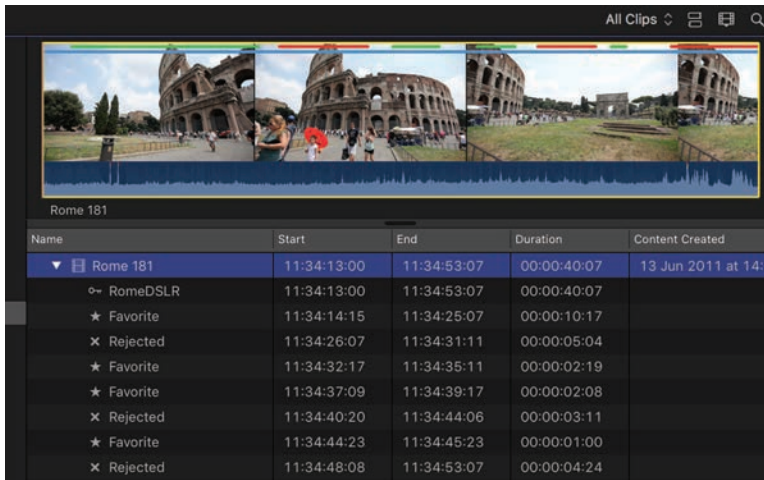 All Clips
Rome 181
Name Start End Duration Content Created
Rome 181 11:34:13:00 11:34:53:07 00:00:40:07 13 Jun 2011 at 14:
RomeDSLR 11:34:13:00 11:34:53:07 00:00:40:07
Favorite 11:34:14:15 11:34:25:07 00:00:10:17
Rejected 11:34:26:07 11:34:31:11 00:00:05:04
Favorite 11:34:32:17 11:34:35:11 00:00:02:19
Favorite 11:34:37:09 11:34:39:17 00:00:02:08
Rejected 11:34:40:20 11:34:44:06 00:00:03:11
Favorite 11:34:44:23 11:34:45:23 00:00:01:00
Rejected 11:34:48:08 11:34:53:07 00:00:04:24